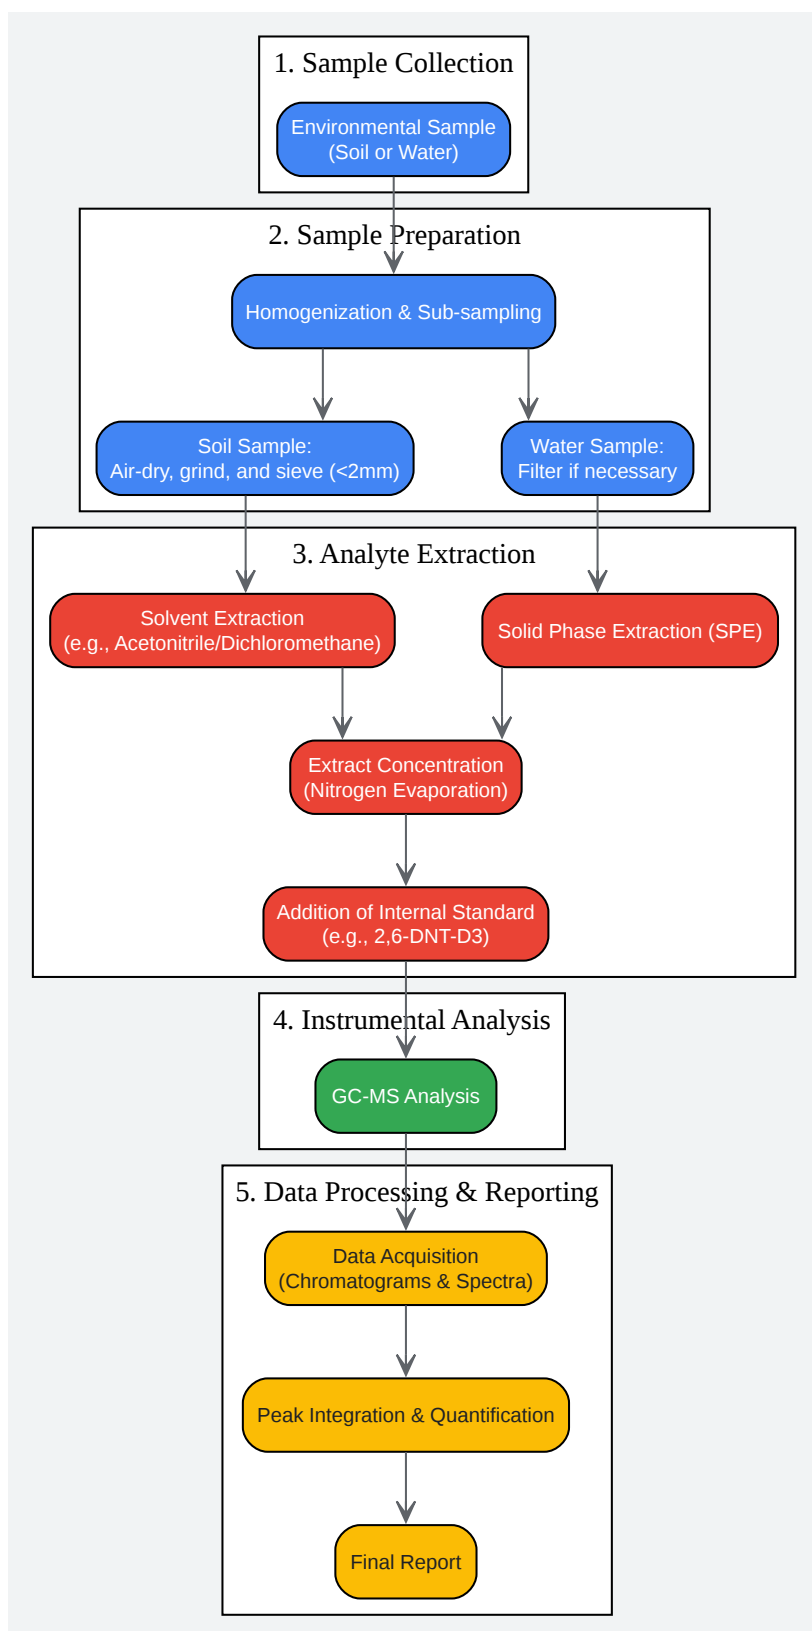 1. Sample Collection
Environmental Sample
(Soil or Water)
2. Sample Preparation
Homogenization & Sub-sampling
Soil Sample:
Air-dry, grind, and sieve (<2mm)
Water Sample:
Filter if necessary
3. Analyte Extraction
Solvent Extraction
(e.g., Acetonitrile/Dichloromethane)
Solid Phase Extraction (SPE)
Extract Concentration
(Nitrogen Evaporation)
Addition of Internal Standard
(e.g., 2,6-DNT-D3)
4. Instrumental Analysis
GC-MS Analysis
5. Data Processing & Reporting
Data Acquisition
(Chromatograms & Spectra)
Peak Integration & Quantification
Final Report